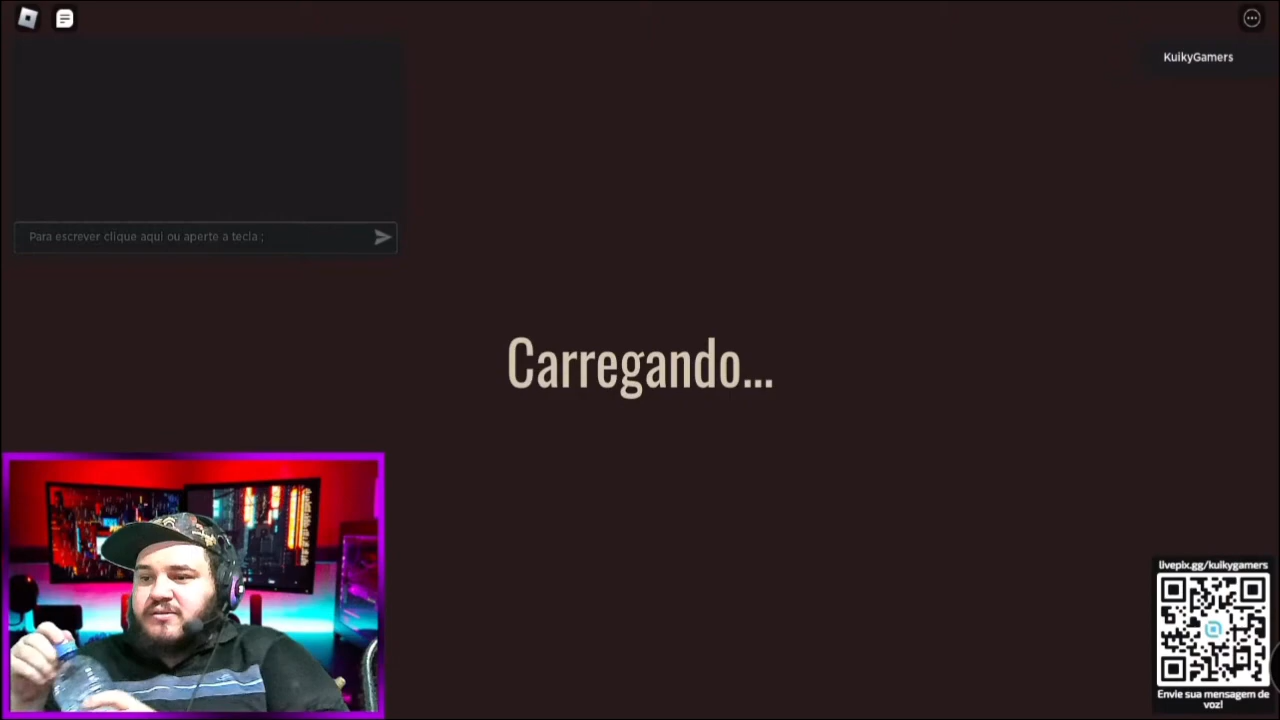 KuikyGamers
Para escrever clique aqui ou aperte a tecla ;
Carregando...
livepix.gg/kuikygamers
Envie sua mensagem de
voz!